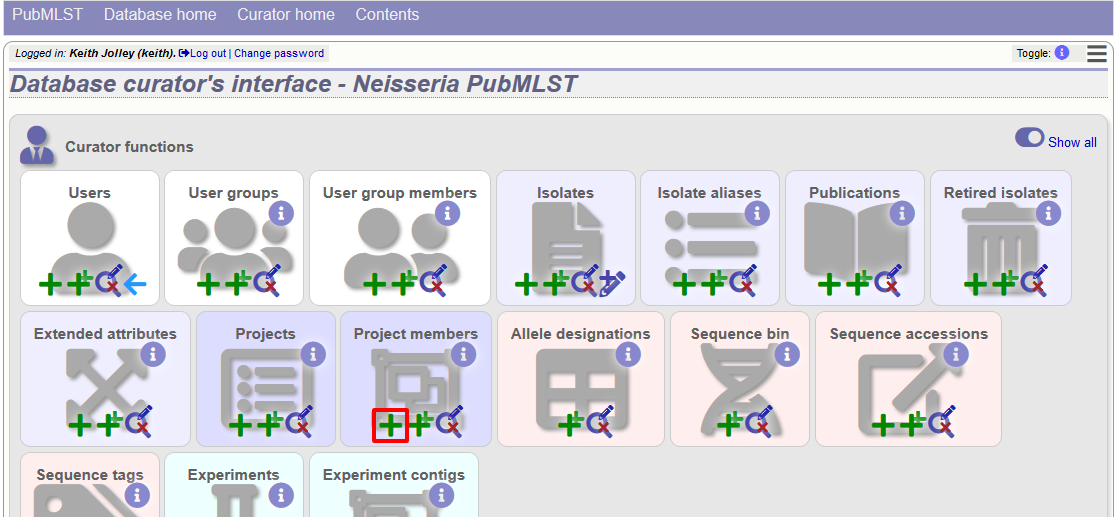 PubMLST Database home Curator home Contents
Logged in: Keith Jolley (keith). Log out | Change password Toggle: i
Database curator's interface - Neisseria PubMLST
Curator functions Show all
Users User groups User group members Isolates Isolate aliases Publications Retired isolates
Extended attributes Projects Project members Allele designations Sequence bin Sequence accessions
Sequence tags Experiments Experiment contigs